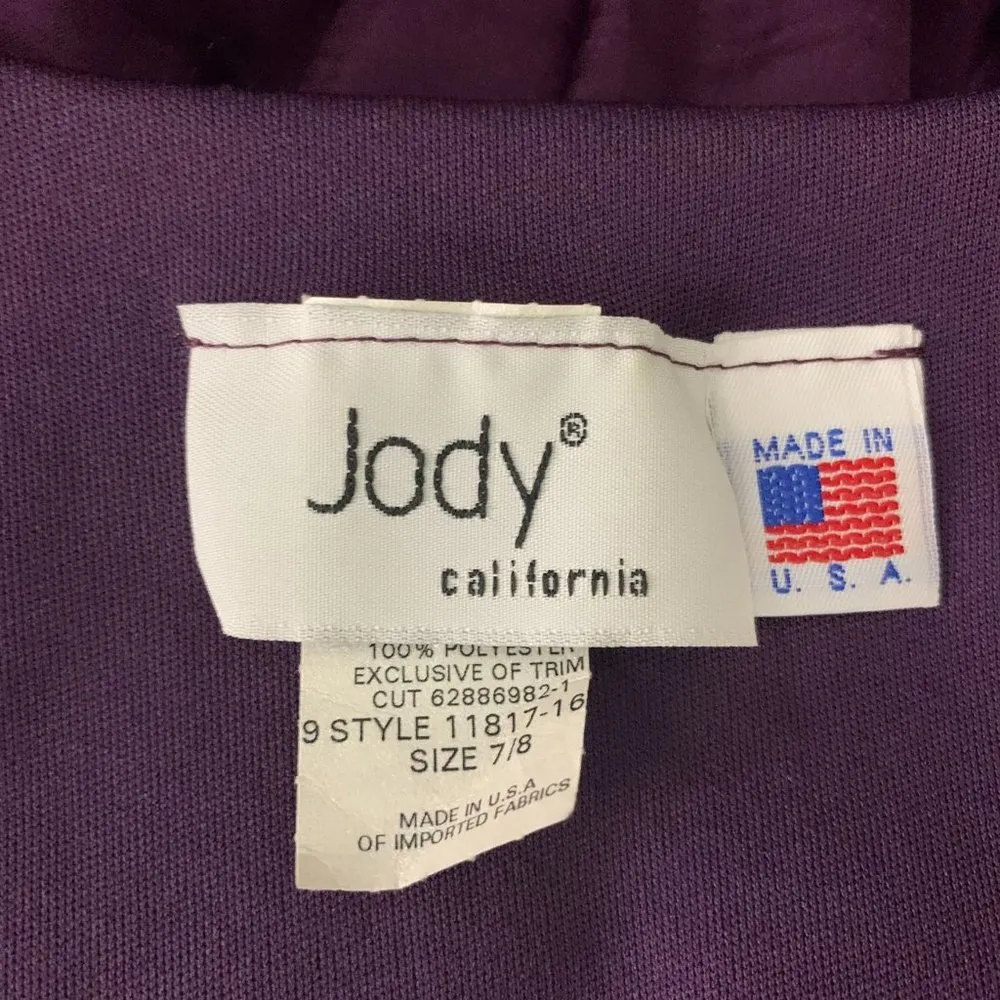 Jody®
california
MADE IN
U. S. A.
100% POLYESTER
EXCLUSIVE OF TRIM
CUT 62886982-1
9 STYLE 11817-16
SIZE 7/8
MADE IN U.S.A
OF IMPORTED FABRICS